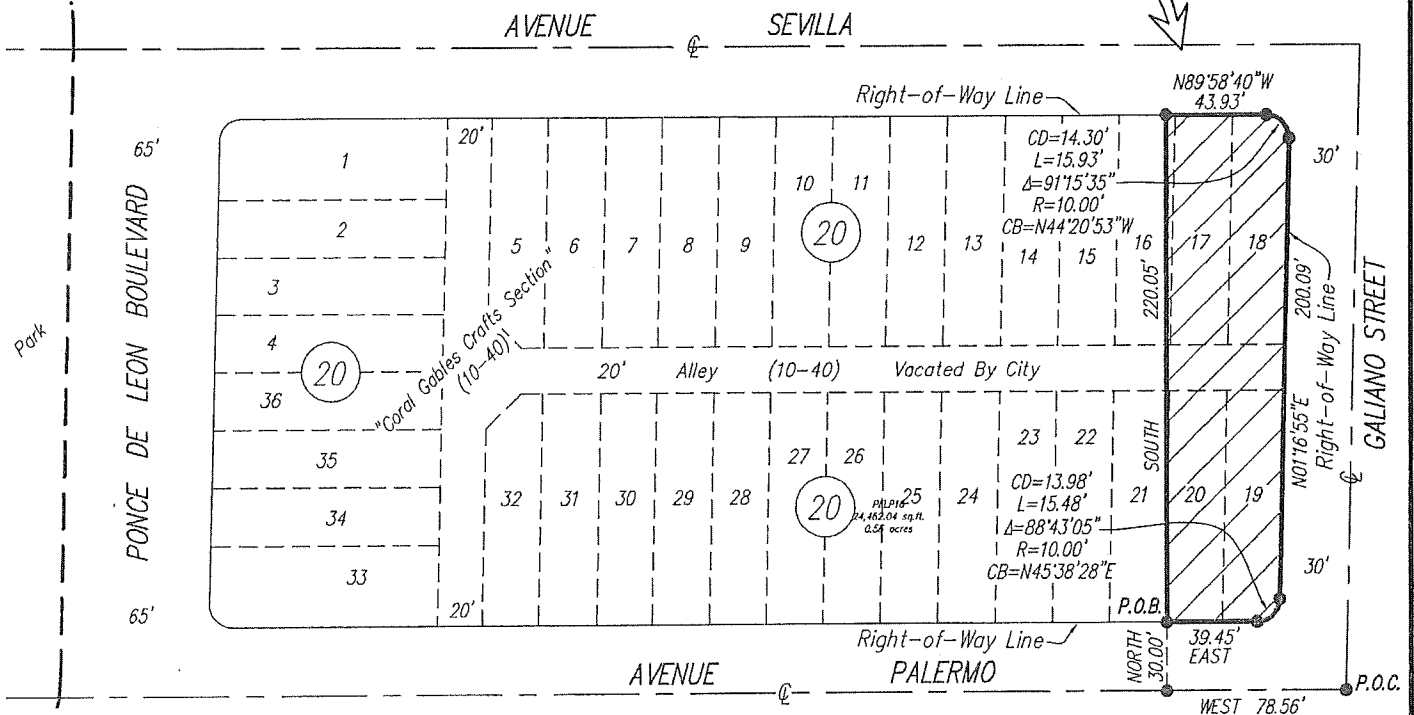 AVENUE SEVILLA
℄
N89°58'40"W
43.93'
Right-of-Way Line
65'
20'
CD=14.30'
L=15.93'
Δ=91°15'35"
R=10.00'
CB=N44°20'53"W
30'
1
2
3
4
36
35
34
33
20
5
6
7
8
9
10
11
20
12
13
14
15
16
17
18
220.05'
200.09'
Right-of-Way Line
N01°16'55"E
GALIANO STREET
℄
Park
PONCE DE LEON BOULEVARD
"Coral Gables Crafts Section"
(10-40)
20' Alley (10-40) Vacated By City
32
31
30
29
28
27
26
20
24,462.04 sq.ft.
acres
25
24
23
22
21
20
19
SOUTH
CD=13.98'
L=15.48'
Δ=88°43'05"
R=10.00'
CB=N45°38'28"E
30'
65'
20'
P.O.B.
Right-of-Way Line
39.45'
EAST
NORTH
30.00'
AVENUE PALERMO
℄
P.O.C.
WEST 78.56'